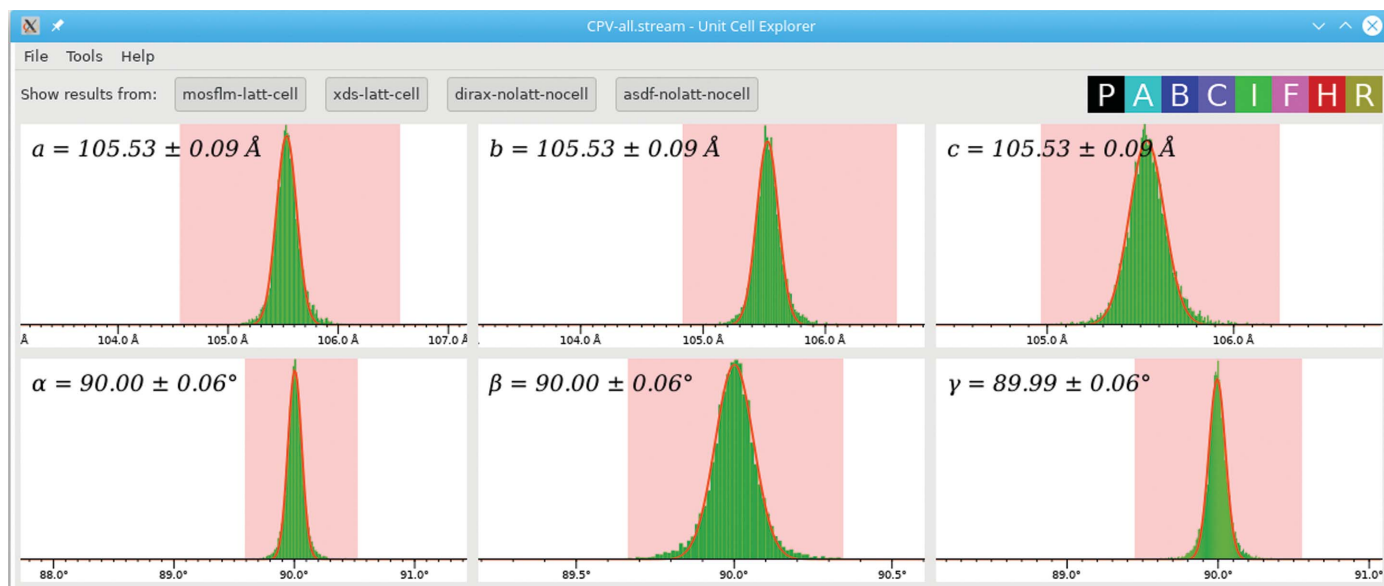 CPV-all.stream - Unit Cell Explorer
File Tools Help
Show results from: mosflm-latt-cell xds-latt-cell dirax-nolatt-nocell asdf-nolatt-nocell P A B C I F H R
a = 105.53 ± 0.09 Å b = 105.53 ± 0.09 Å c = 105.53 ± 0.09 Å
Å 104.0 Å 105.0 Å 106.0 Å 107.0 Å 104.0 Å 105.0 Å 106.0 Å 105.0 Å 106.0 Å
α = 90.00 ± 0.06° β = 90.00 ± 0.06° γ = 89.99 ± 0.06°
88.0° 89.0° 90.0° 91.0° 89.5° 90.0° 90.5° 89.0° 90.0° 91.0°